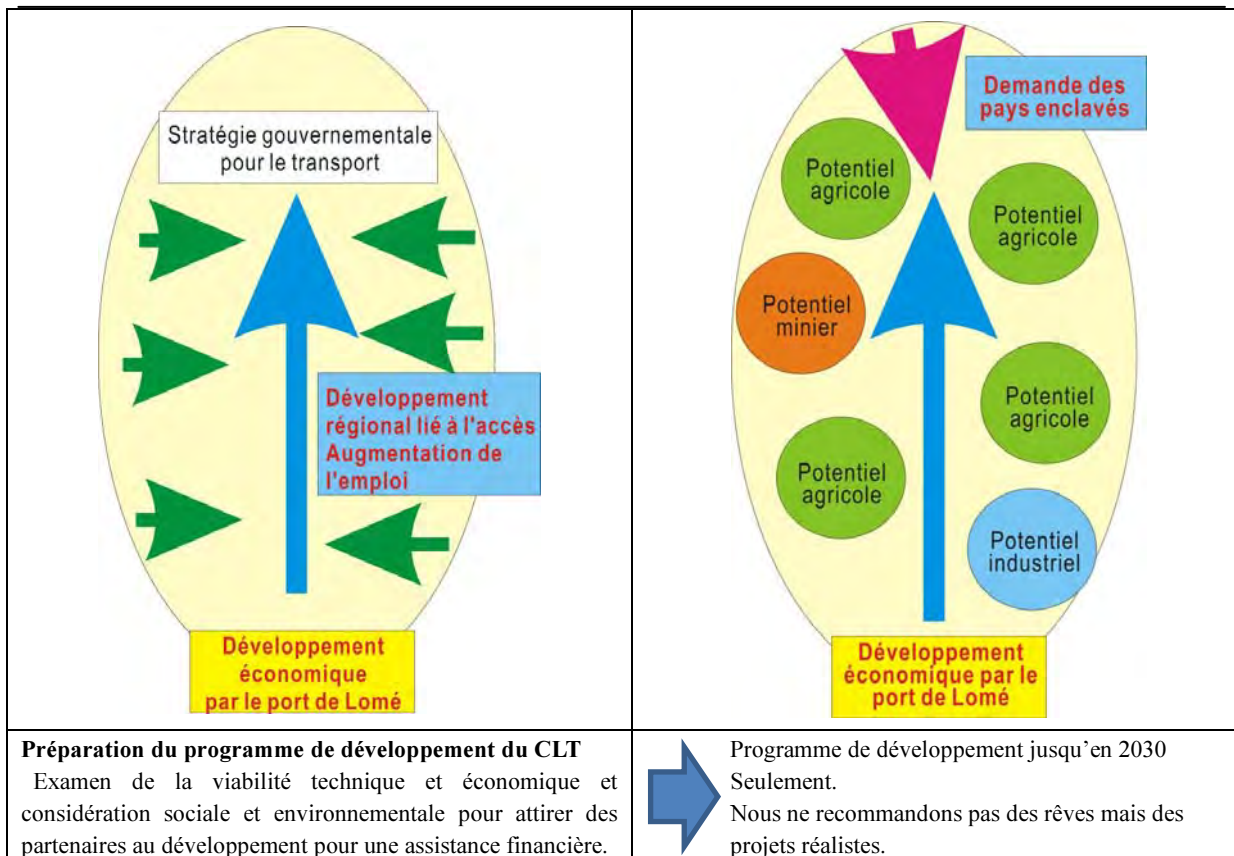 Stratégie gouvernementale
pour le transport
Développement
régional lié à l'accès
Augmentation de
l'emploi
Développement
économique
par le port de Lomé
Demande des
pays enclavés
Potentiel
agricole
Potentiel
agricole
Potentiel
minier
Potentiel
agricole
Potentiel
agricole
Potentiel
industriel
Développement
économique par le
port de Lomé
Préparation du programme de développement du CLT
Examen de la viabilité technique et économique et
considération sociale et environnementale pour attirer des
partenaires au développement pour une assistance financière.
Programme de développement jusqu'en 2030
Seulement.
Nous ne recommandons pas des rêves mais des
projets réalistes.